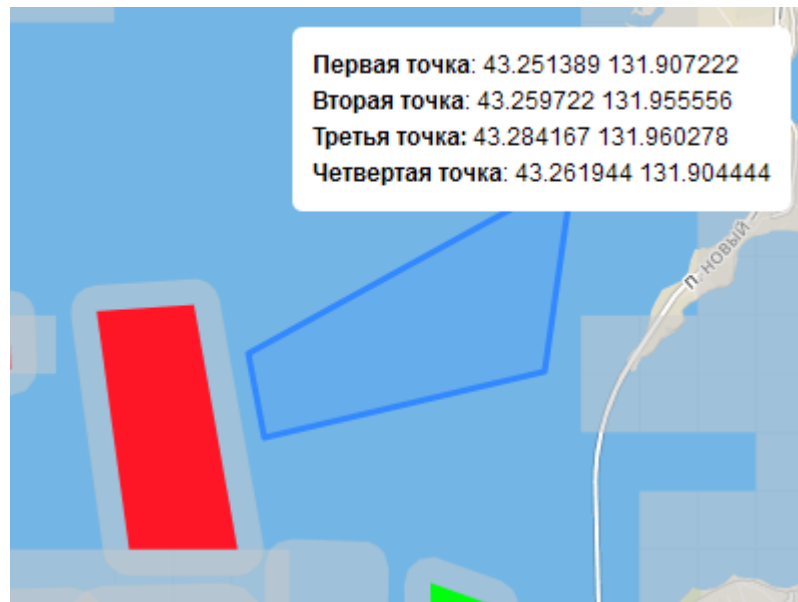 Первая точка: 43.251389 131.907222
Вторая точка: 43.259722 131.955556
Третья точка: 43.284167 131.960278
Четвертая точка: 43.261944 131.904444
П. НОВЫЙ